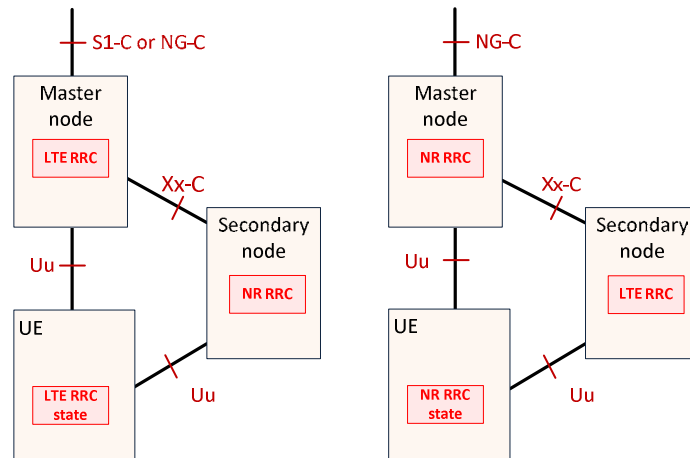 S1-C or NG-C
Master
node
LTE RRC
Xx-C
Secondary
node
Uu
NR RRC
UE
LTE RRC
state
Uu
NG-C
Master
node
NR RRC
Xx-C
Secondary
node
Uu
LTE RRC
UE
NR RRC
state
Uu